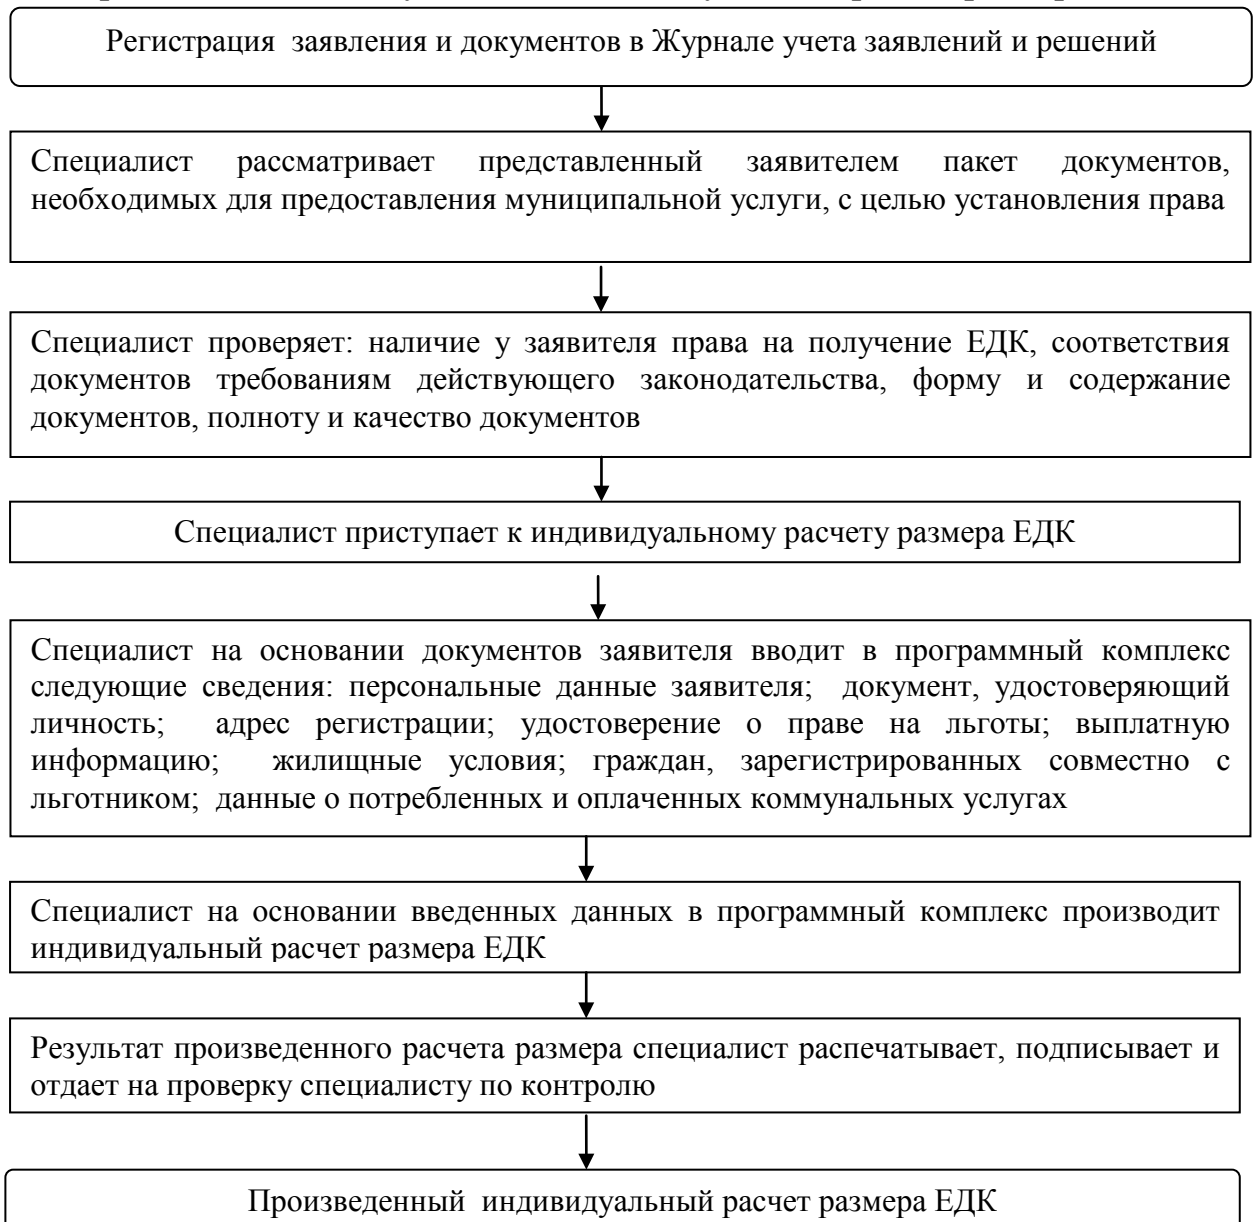 Регистрация заявления и документов в Журнале учета заявлений и решений
Специалист рассматривает представленный заявителем пакет документов,
необходимых для предоставления муниципальной услуги, с целью установления права
Специалист проверяет: наличие у заявителя права на получение ЕДК, соответствия
документов требованиям действующего законодательства, форму и содержание
документов, полноту и качество документов
Специалист приступает к индивидуальному расчету размера ЕДК
Специалист на основании документов заявителя вводит в программный комплекс
следующие сведения: персональные данные заявителя; документ, удостоверяющий
личность; адрес регистрации; удостоверение о праве на льготы; выплатную
информацию; жилищные условия; граждан, зарегистрированных совместно с
льготником; данные о потребленных и оплаченных коммунальных услугах
Специалист на основании введенных данных в программный комплекс производит
индивидуальный расчет размера ЕДК
Результат произведенного расчета размера специалист распечатывает, подписывает и
отдает на проверку специалисту по контролю
Произведенный индивидуальный расчет размера ЕДК